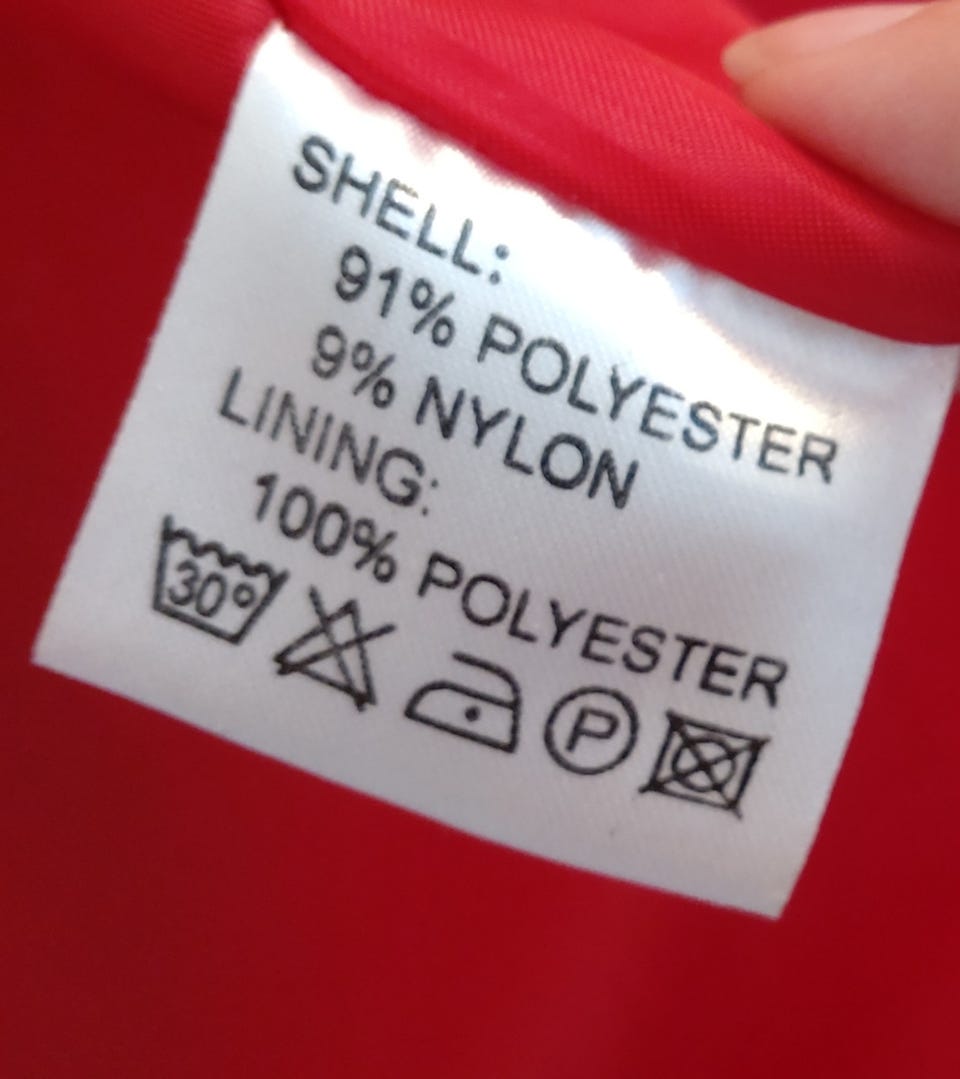 SHELL:
91% POLYESTER
9% NYLON
LINING:
100% POLYESTER
30°
P